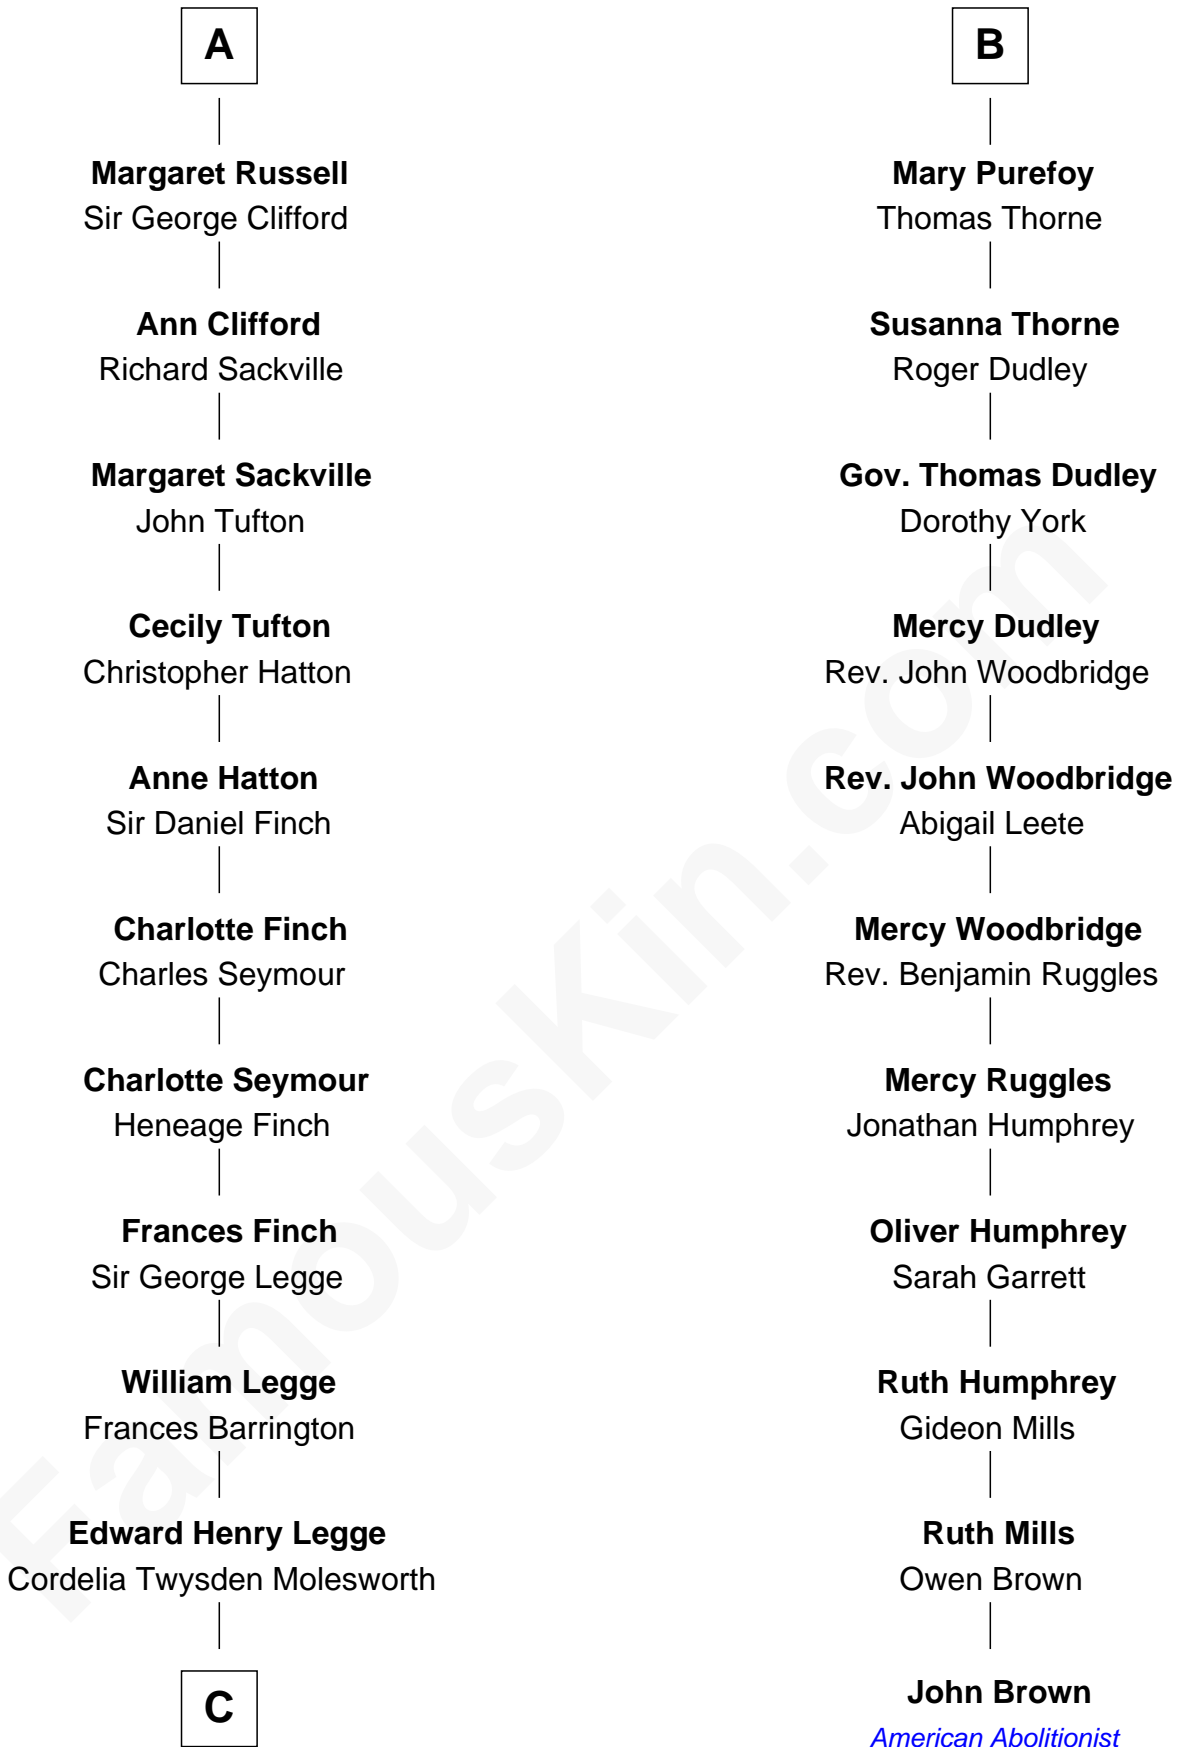 A
Margaret Russell
Sir George Clifford
Ann Clifford
Richard Sackville
Margaret Sackville
John Tufton
Cecily Tufton
Christopher Hatton
Anne Hatton
Sir Daniel Finch
Charlotte Finch
Charles Seymour
Charlotte Seymour
Heneage Finch
Frances Finch
Sir George Legge
William Legge
Frances Barrington
Edward Henry Legge
Cordelia Twysden Molesworth
C
B
Mary Purefoy
Thomas Thorne
Susanna Thorne
Roger Dudley
Gov. Thomas Dudley
Dorothy York
Mercy Dudley
Rev. John Woodbridge
Rev. John Woodbridge
Abigail Leete
Mercy Woodbridge
Rev. Benjamin Ruggles
Mercy Ruggles
Jonathan Humphrey
Oliver Humphrey
Sarah Garrett
Ruth Humphrey
Gideon Mills
Ruth Mills
Owen Brown
John Brown
American Abolitionist
FamousKin.com